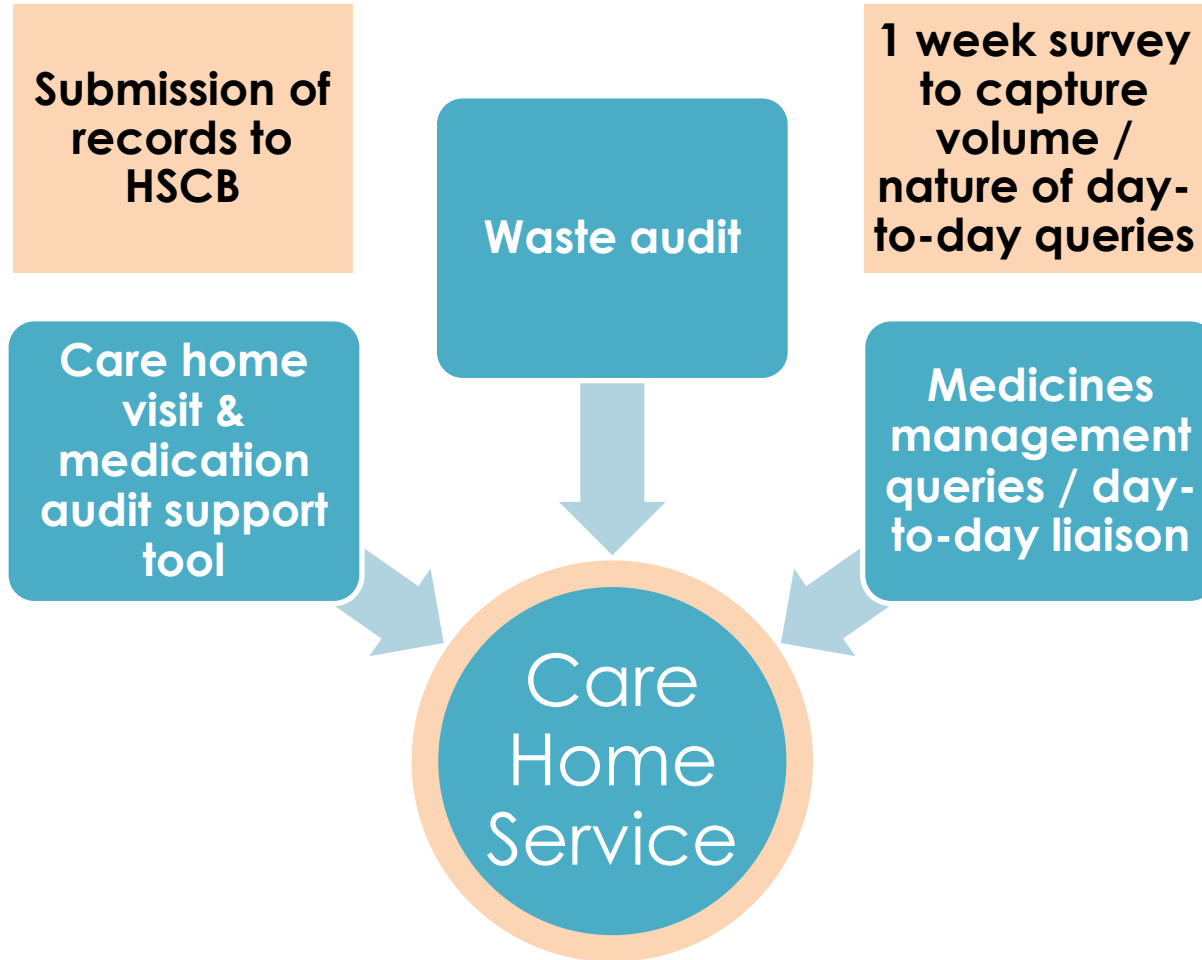 Submission of
records to
HSCB
1 week survey
to capture
volume /
nature of day-
to-day queries
Waste audit
Care home
visit &
medication
audit support
tool
Medicines
management
queries / day-
to-day liaison
Care
Home
Service